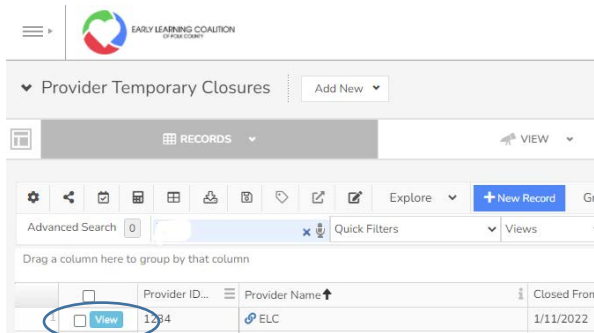 EARLY LEARNING COALITION
OF POLK COUNTY
Provider Temporary Closures Add New
RECORDS VIEW
Explore + New Record Gr
Advanced Search 0 x Quick Filters Views
Drag a column here to group by that column
Provider ID... Provider Name Closed From
1 View 1234 ELC 1/11/2022